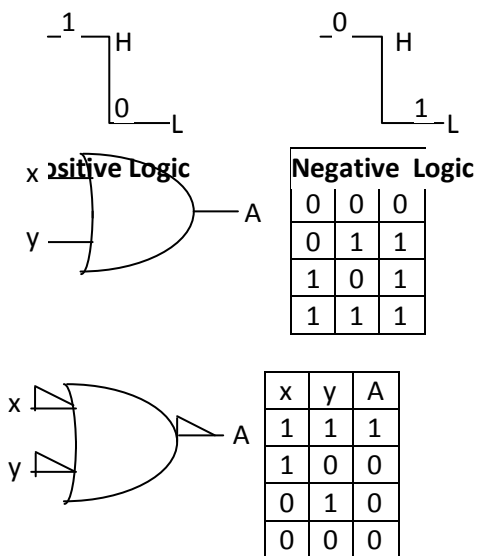 1 0
H H
0 1
L L
ositive Logic Negative Logic
x
0 0 0
A
0 1 1
y
1 0 1
1 1 1
x y A
x
1 1 1
A
1 0 0
y
0 1 0
0 0 0